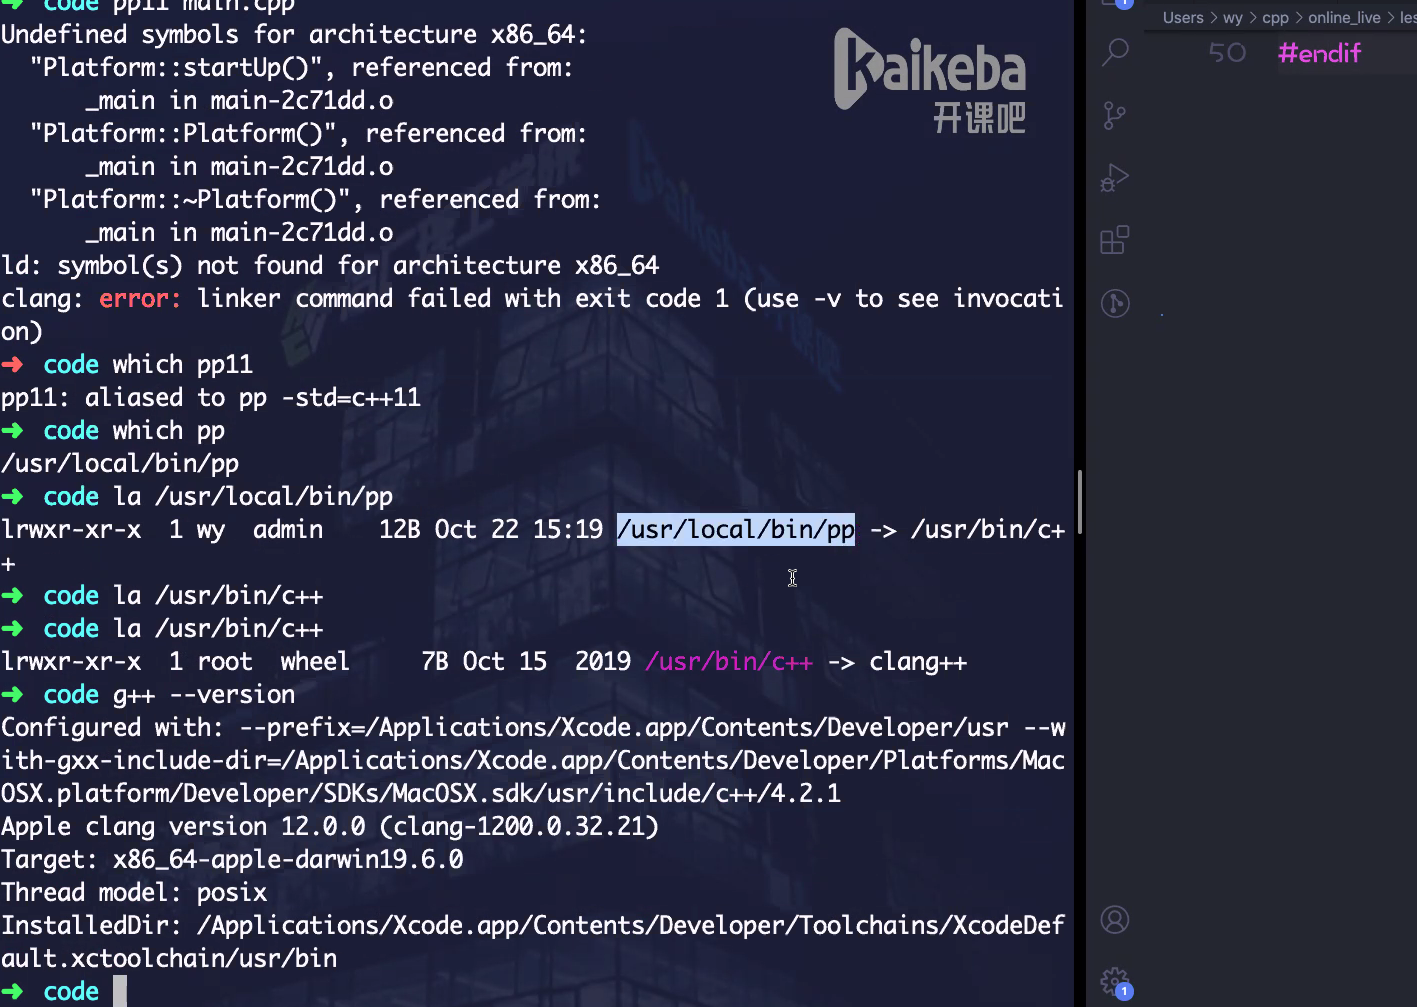 ➜ code pp11 main.cpp
Undefined symbols for architecture x86_64:
"Platform::startUp()", referenced from:
_main in main-2c71dd.o
"Platform::Platform()", referenced from:
_main in main-2c71dd.o
"Platform::~Platform()", referenced from:
_main in main-2c71dd.o
ld: symbol(s) not found for architecture x86_64
clang: error: linker command failed with exit code 1 (use -v to see invocati
on)
➜ code which pp11
pp11: aliased to pp -std=c++11
➜ code which pp
/usr/local/bin/pp
➜ code la /usr/local/bin/pp
lrwxr-xr-x 1 wy admin 12B Oct 22 15:19 /usr/local/bin/pp -> /usr/bin/c+
+
➜ code la /usr/bin/c++
➜ code la /usr/bin/c++
lrwxr-xr-x 1 root wheel 7B Oct 15 2019 /usr/bin/c++ -> clang++
➜ code g++ --version
Configured with: --prefix=/Applications/Xcode.app/Contents/Developer/usr --w
ith-gxx-include-dir=/Applications/Xcode.app/Contents/Developer/Platforms/Mac
OSX.platform/Developer/SDKs/MacOSX.sdk/usr/include/c++/4.2.1
Apple clang version 12.0.0 (clang-1200.0.32.21)
Target: x86_64-apple-darwin19.6.0
Thread model: posix
InstalledDir: /Applications/Xcode.app/Contents/Developer/Toolchains/XcodeDef
ault.xctoolchain/usr/bin
➜ code
Kaikeba
开课吧
1
Users > wy > cpp > online_live > les
50 #endif
1